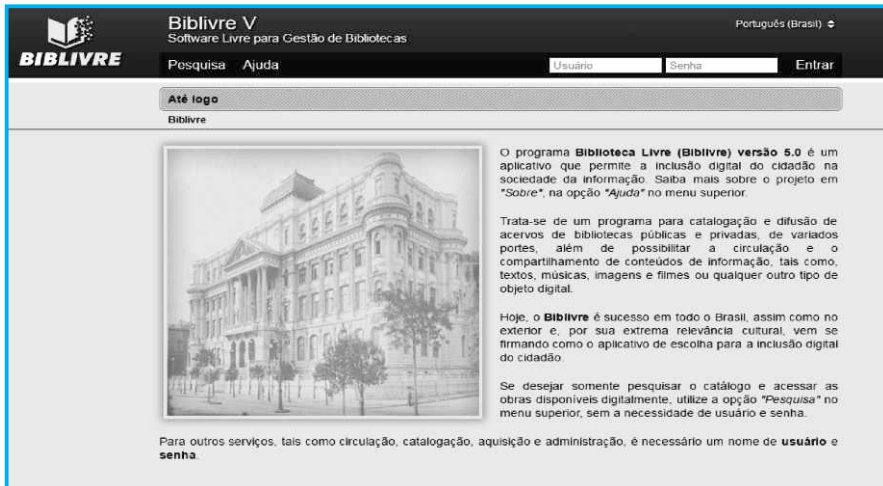 Biblivre V
Software Livre para Gestão de Bibliotecas
Português (Brasil)
BIBLIVRE
Pesquisa Ajuda
Usuário Senha Entrar
Até logo
Biblivre
O programa Biblioteca Livre (Biblivre) versão 5.0 é um
aplicativo que permite a inclusão digital do cidadão na
sociedade da informação. Saiba mais sobre o projeto em
"Sobre", na opção "Ajuda" no menu superior.
Trata-se de um programa para catalogação e difusão de
acervos de bibliotecas públicas e privadas, de variados
portes, além de possibilitar a circulação e o
compartilhamento de conteúdos de informação, tais como,
textos, músicas, imagens e filmes ou qualquer outro tipo de
objeto digital.
Hoje, o Biblivre é sucesso em todo o Brasil, assim como no
exterior e, por sua extrema relevância cultural, vem se
firmando como o aplicativo de escolha para a inclusão digital
do cidadão.
Se desejar somente pesquisar o catálogo e acessar as
obras disponíveis digitalmente, utilize a opção "Pesquisa" no
menu superior, sem a necessidade de usuário e senha.
Para outros serviços, tais como circulação, catalogação, aquisição e administração, é necessário um nome de usuário e
senha.